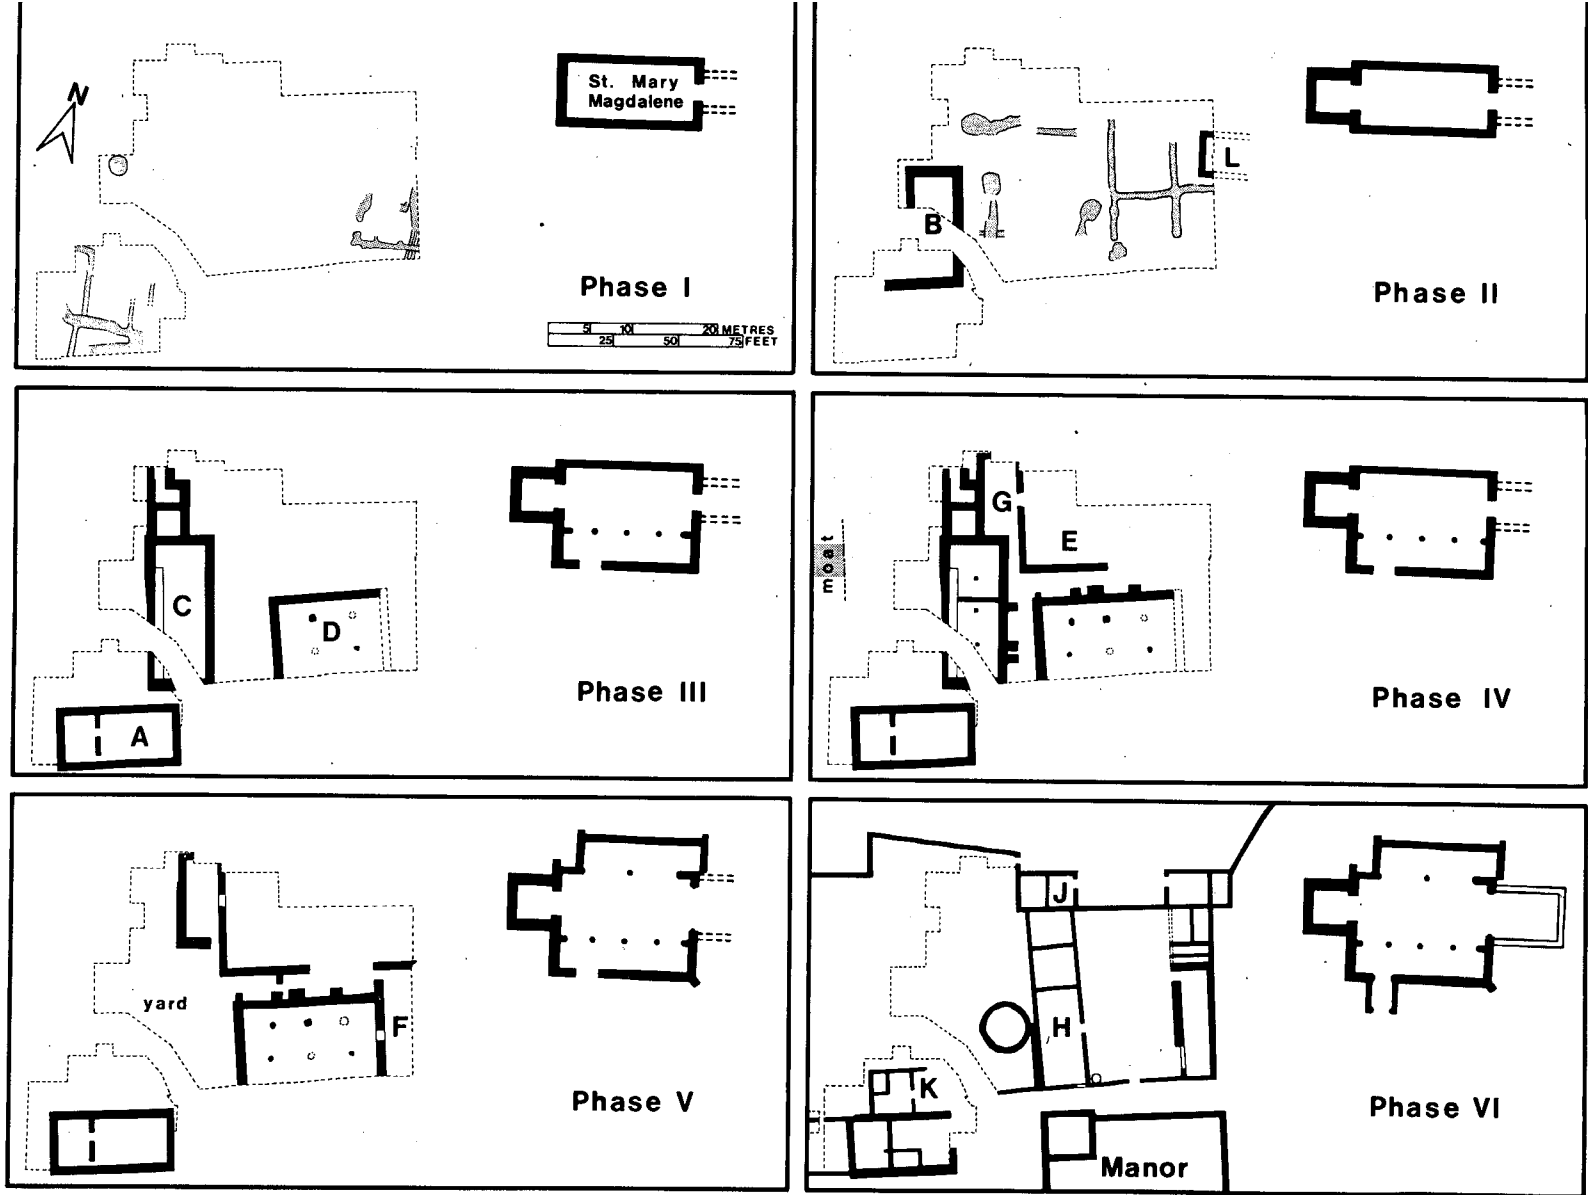 N
St. Mary
Magdalene
Phase I
5 10 20 METRES
25 50 75 FEET
B
L
Phase II
C
D
A
Phase III
moat
G
E
Phase IV
yard
F
Phase V
J
H
K
Manor
Phase VI